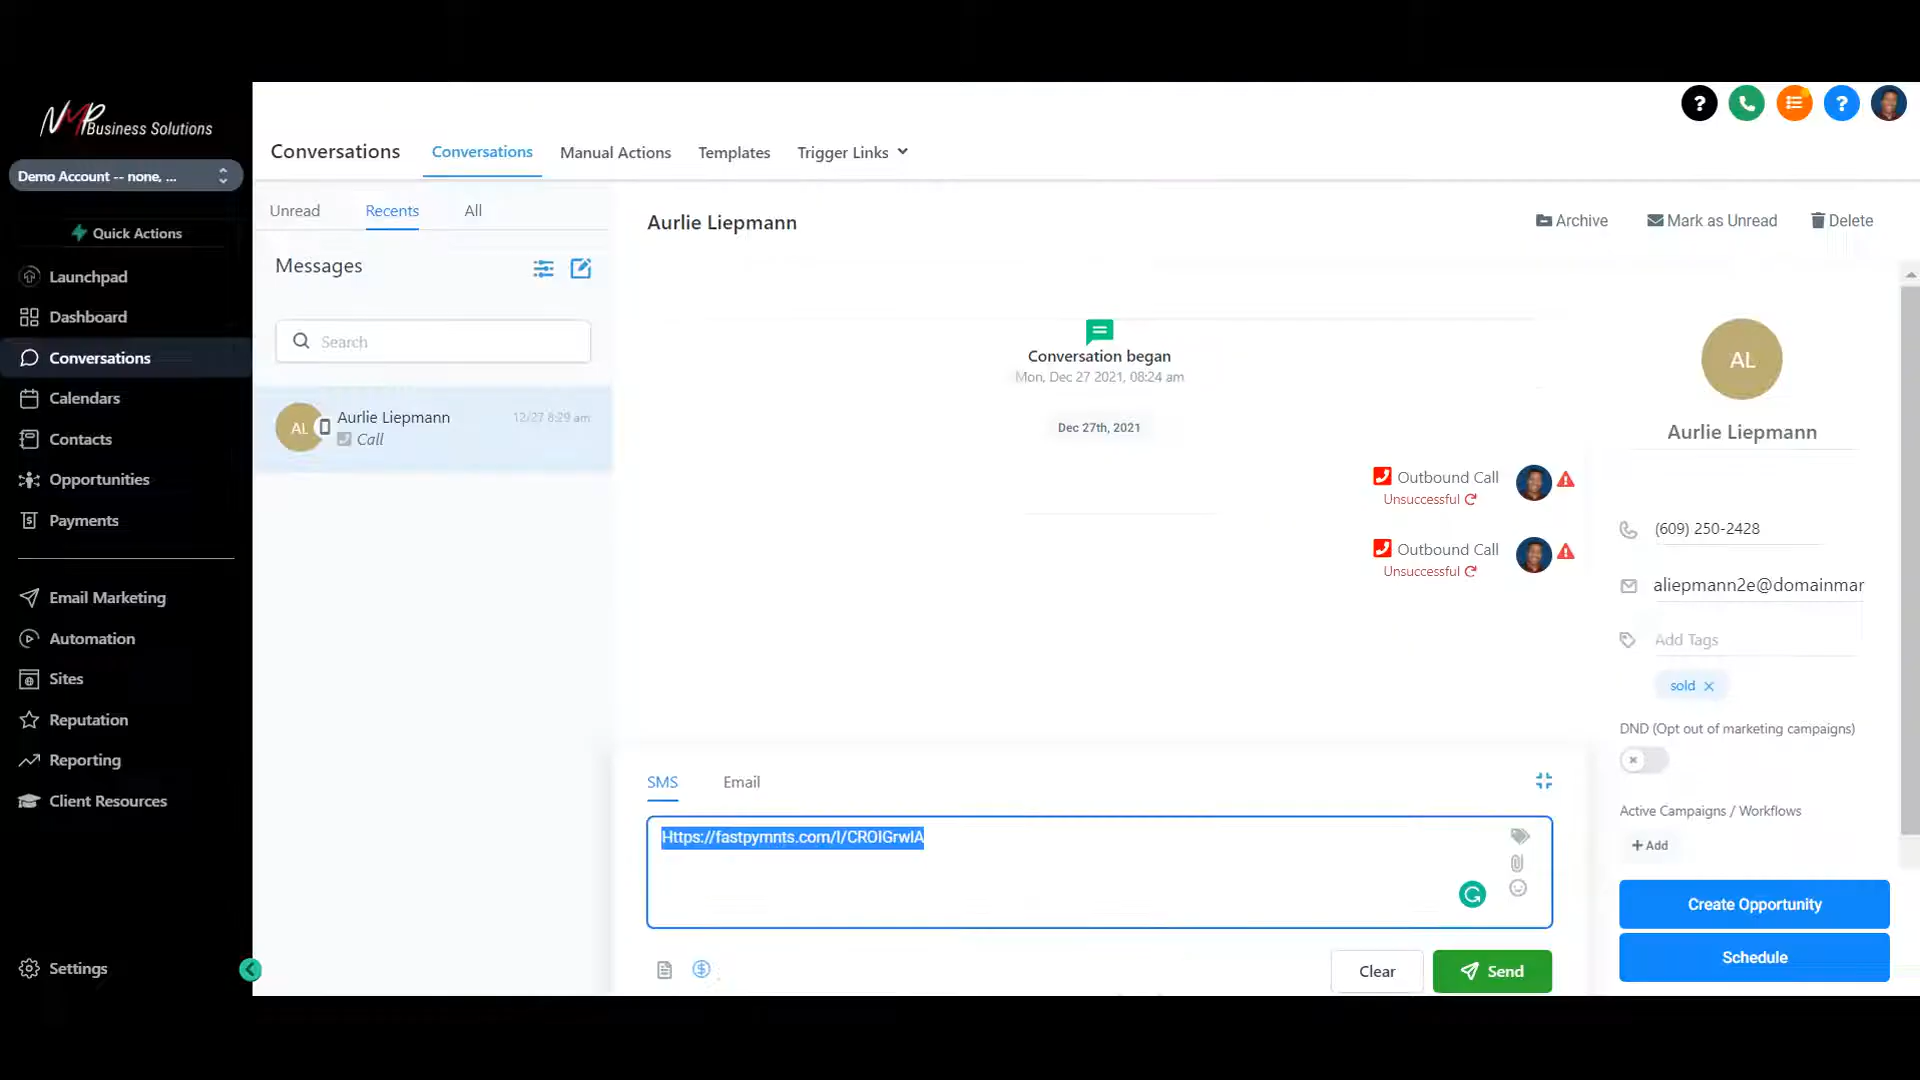 NMP Business Solutions
Demo Account -- none, ...
Quick Actions
Launchpad
Dashboard
Conversations
Calendars
Contacts
Opportunities
Payments
Email Marketing
Automation
Sites
Reputation
Reporting
Client Resources
Settings
Conversations
Conversations
Manual Actions
Templates
Trigger Links
Unread
Recents
All
Messages
Search
AL
Aurlie Liepmann
12/27 8:29 am
Call
Aurlie Liepmann
Archive
Mark as Unread
Delete
Conversation began
Mon, Dec 27 2021, 08:24 am
Dec 27th, 2021
Outbound Call
Unsuccessful
Outbound Call
Unsuccessful
SMS
Email
Https://fastpymnts.com/l/CROIGrwIA
Clear
Send
AL
Aurlie Liepmann
(609) 250-2428
aliepmann2e@domainmar
Add Tags
sold
DND (Opt out of marketing campaigns)
Active Campaigns / Workflows
+ Add
Create Opportunity
Schedule